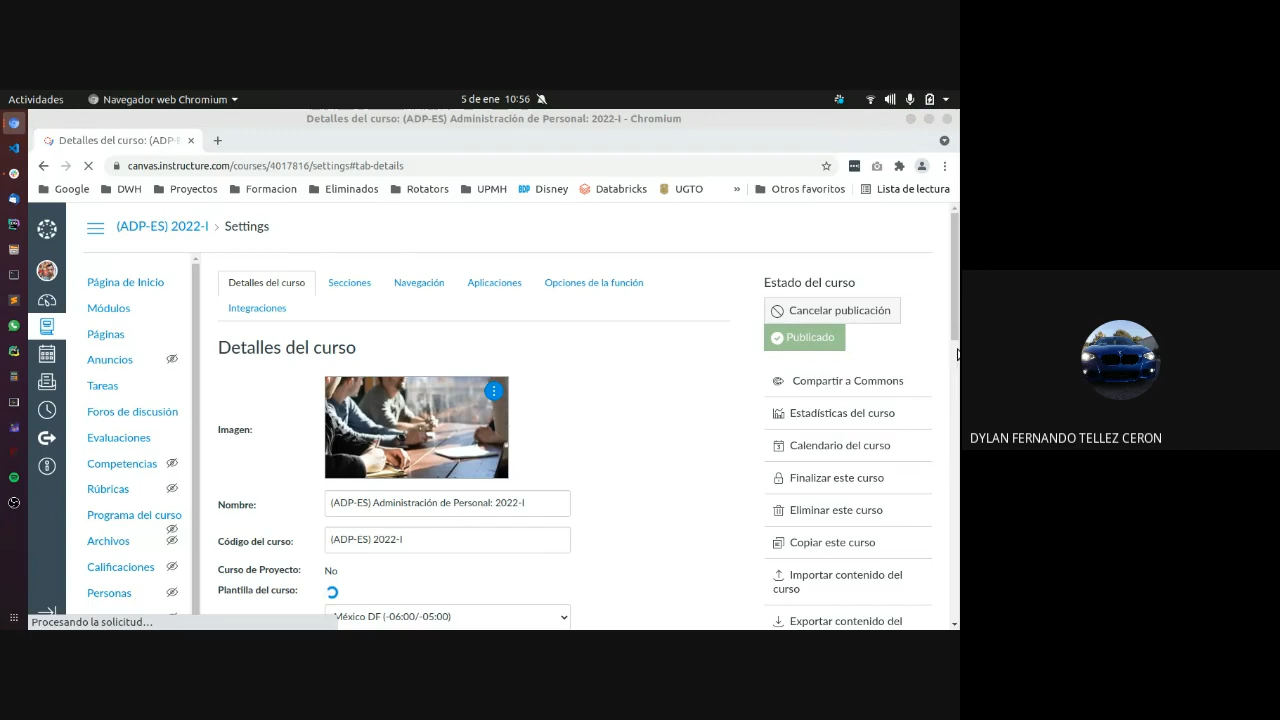 Actividades
Navegador web Chromium
5 de ene 10:56
Detalles del curso: (ADP-ES) Administración de Personal: 2022-I - Chromium
Detalles del curso: (ADP-E
canvas.instructure.com/courses/4017816/settings#tab-details
Google
DWH
Proyectos
Formacion
Eliminados
Rotators
UPMH
Disney
Databricks
UGTO
»
Otros favoritos
Lista de lectura
(ADP-ES) 2022-I › Settings
Página de Inicio
Módulos
Páginas
Anuncios
Tareas
Foros de discusión
Evaluaciones
Competencias
Rúbricas
Programa del curso
Archivos
Calificaciones
Personas
Detalles del curso
Secciones
Navegación
Aplicaciones
Opciones de la función
Integraciones
Detalles del curso
Imagen:
Nombre:
(ADP-ES) Administración de Personal: 2022-I
Código del curso:
(ADP-ES) 2022-I
Curso de Proyecto:
No
Plantilla del curso:
México DF (-06:00/-05:00)
Estado del curso
Cancelar publicación
Publicado
Compartir a Commons
Estadísticas del curso
Calendario del curso
Finalizar este curso
Eliminar este curso
Copiar este curso
Importar contenido del
curso
Exportar contenido del
Procesando la solicitud...
DYLAN FERNANDO TELLEZ CERON